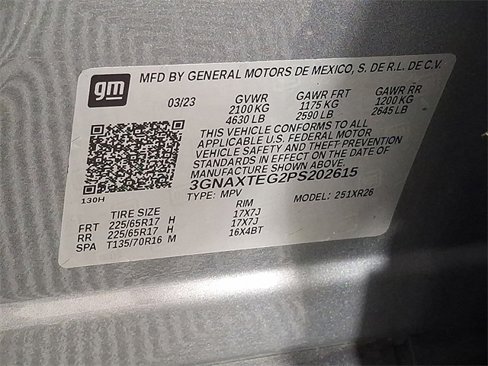 gm
MFD BY GENERAL MOTORS DE MEXICO, S. DE R.L. DE C.V.
03/23 GVWR GAWR FRT GAWR RR
2100 KG 1175 KG 1200 KG
4630 LB 2590 LB 2645 LB
THIS VEHICLE CONFORMS TO ALL
APPLICABLE U.S. FEDERAL MOTOR
VEHICLE SAFETY AND THEFT PREVENTION
STANDARDS IN EFFECT ON THE DATE OF
MANUFACTURE SHOWN ABOVE.
3GNAXTEG2PS202615
130H
TYPE: MPV MODEL: 251XR26
TIRE SIZE RIM
FRT 225/65R17 H 17X7J
RR 225/65R17 H 17X7J
SPA T135/70R16 M 16X4BT